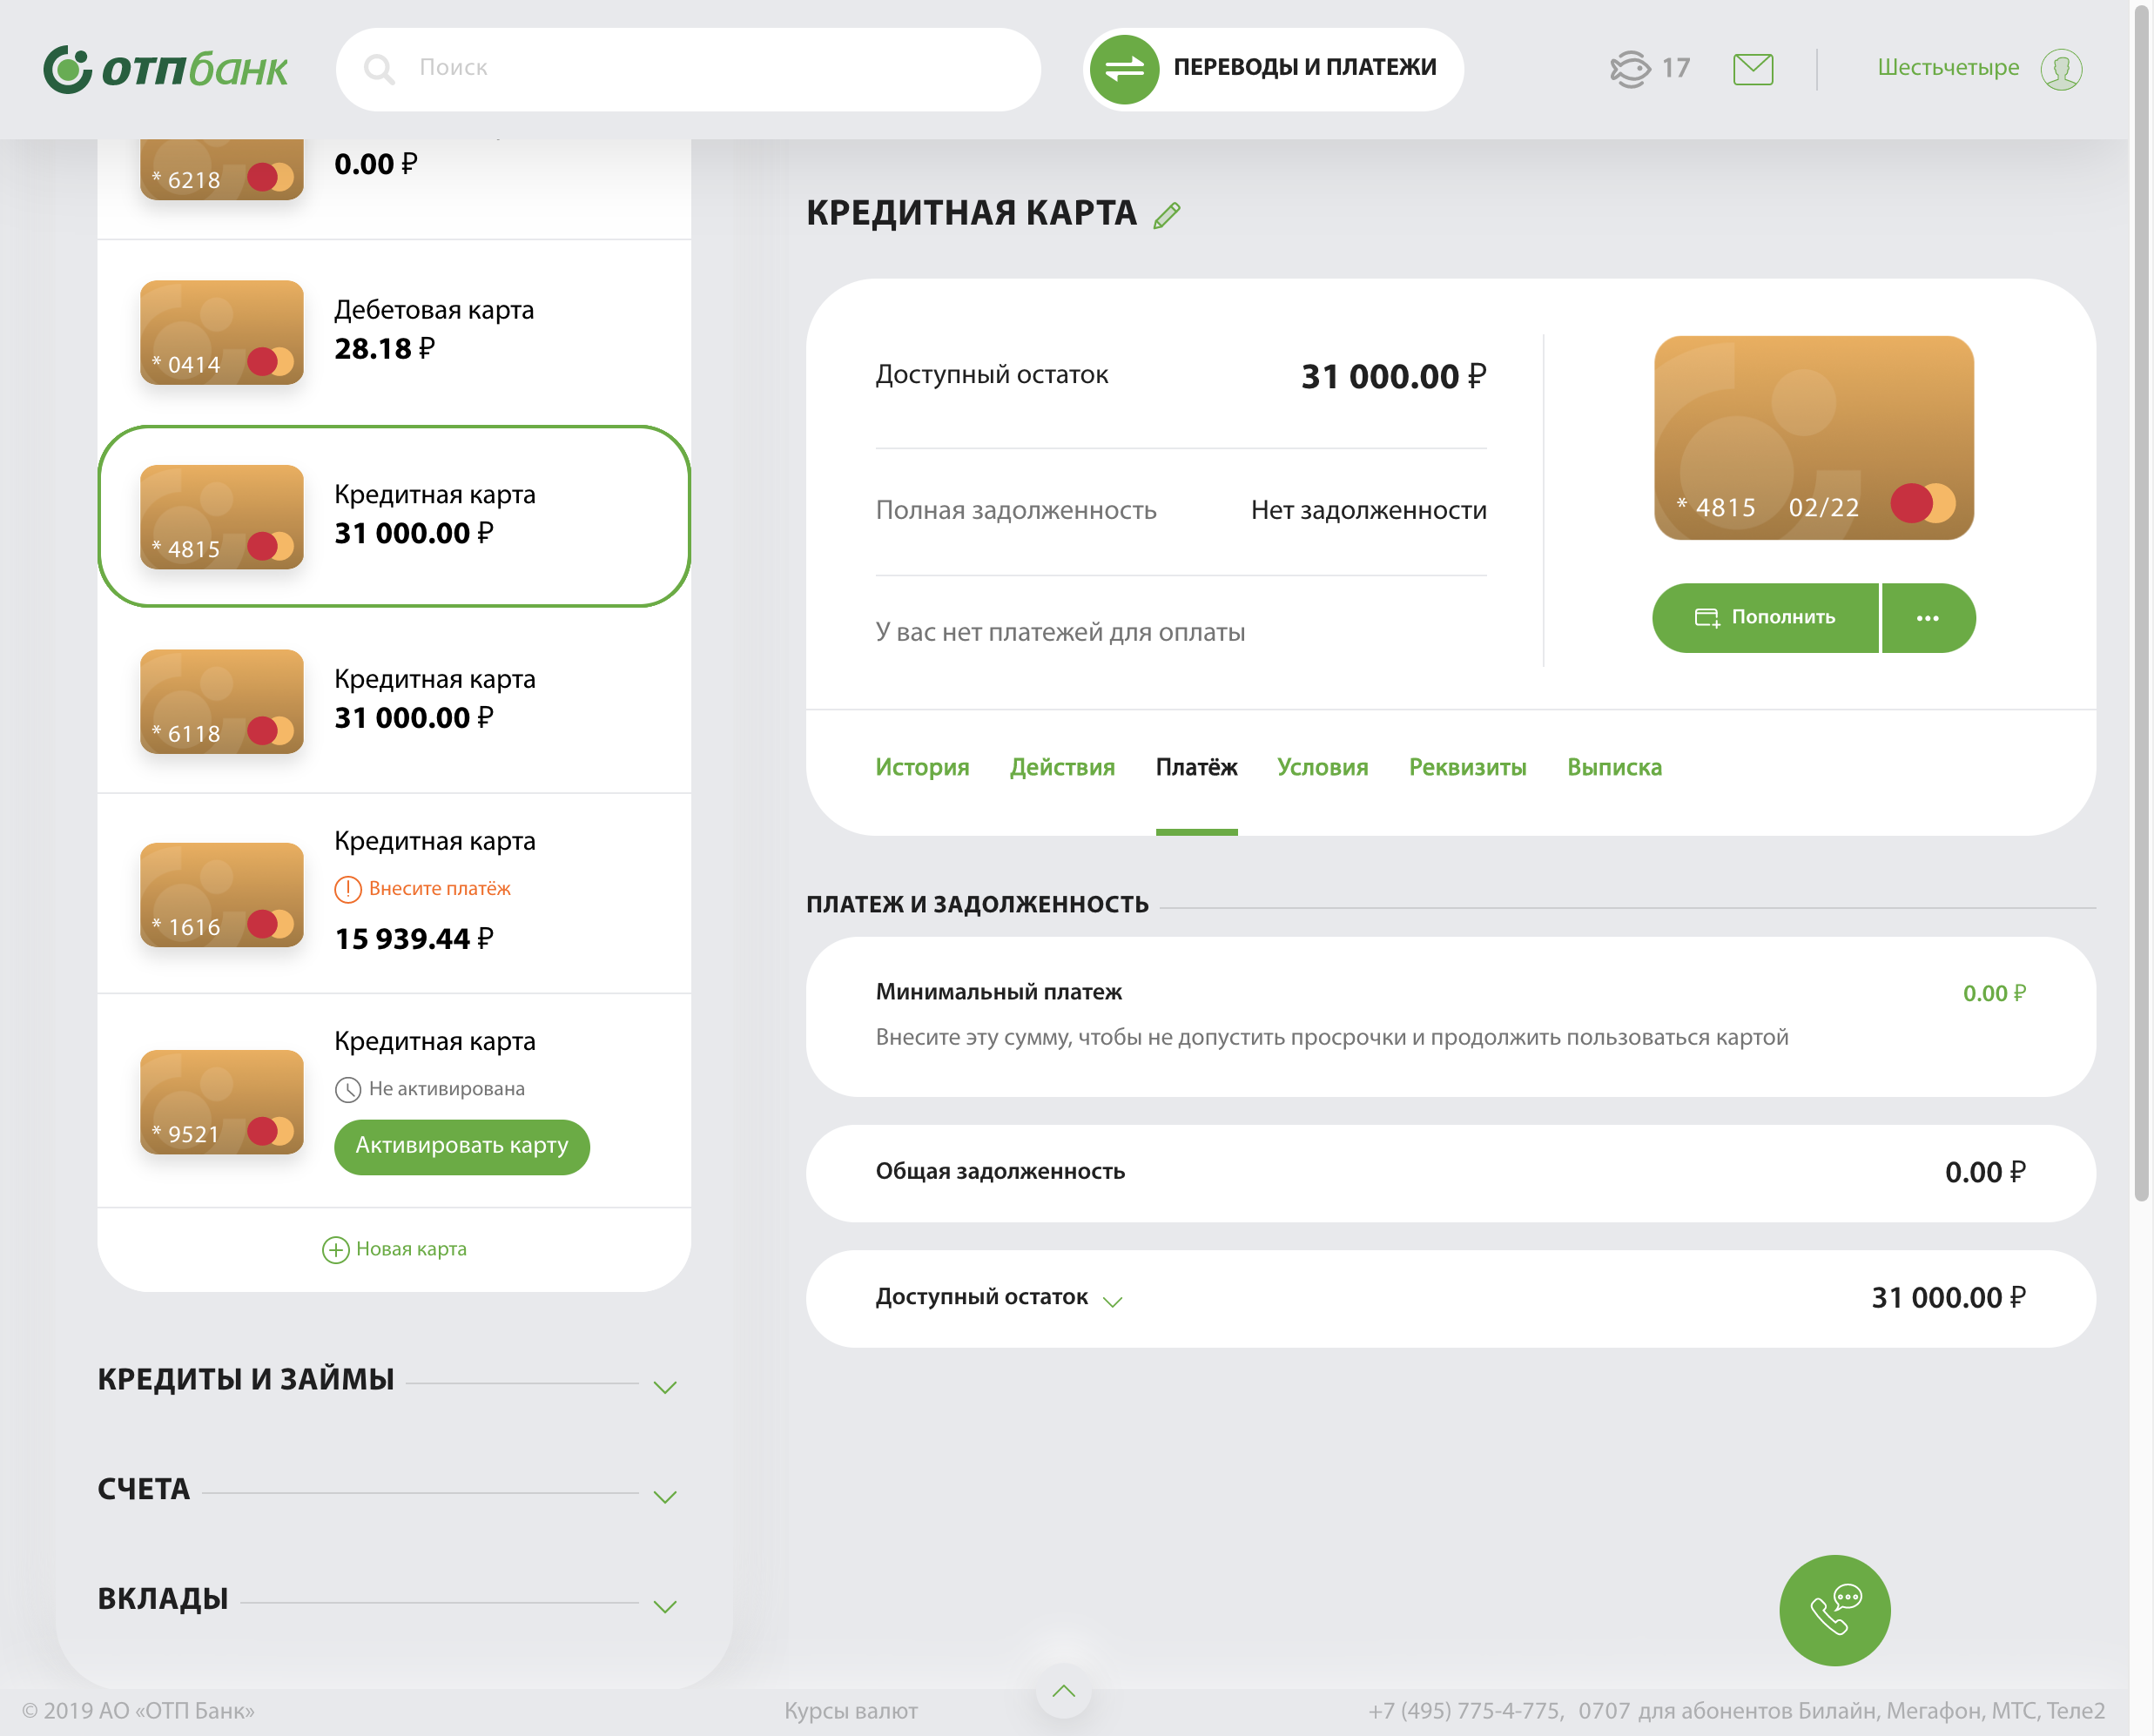 ОТПбанк
Поиск
ПЕРЕВОДЫ И ПЛАТЕЖИ
17
Шестьчетыре
* 6218
0.00 ₽
* 0414
Дебетовая карта
28.18 ₽
* 4815
Кредитная карта
31 000.00 ₽
* 6118
Кредитная карта
31 000.00 ₽
* 1616
Кредитная карта
Внесите платёж
15 939.44 ₽
* 9521
Кредитная карта
Не активирована
Активировать карту
Новая карта
КРЕДИТЫ И ЗАЙМЫ
СЧЕТА
ВКЛАДЫ
КРЕДИТНАЯ КАРТА
Доступный остаток 31 000.00 ₽
Полная задолженность Нет задолженности
У вас нет платежей для оплаты
* 4815 02/22
Пополнить
История Действия Платёж Условия Реквизиты Выписка
ПЛАТЕЖ И ЗАДОЛЖЕННОСТЬ
Минимальный платеж 0.00 ₽
Внесите эту сумму, чтобы не допустить просрочки и продолжить пользоваться картой
Общая задолженность 0.00 ₽
Доступный остаток 31 000.00 ₽
© 2019 АО «ОТП Банк»
Курсы валют
+7 (495) 775-4-775, 0707 для абонентов Билайн, Мегафон, МТС, Теле2